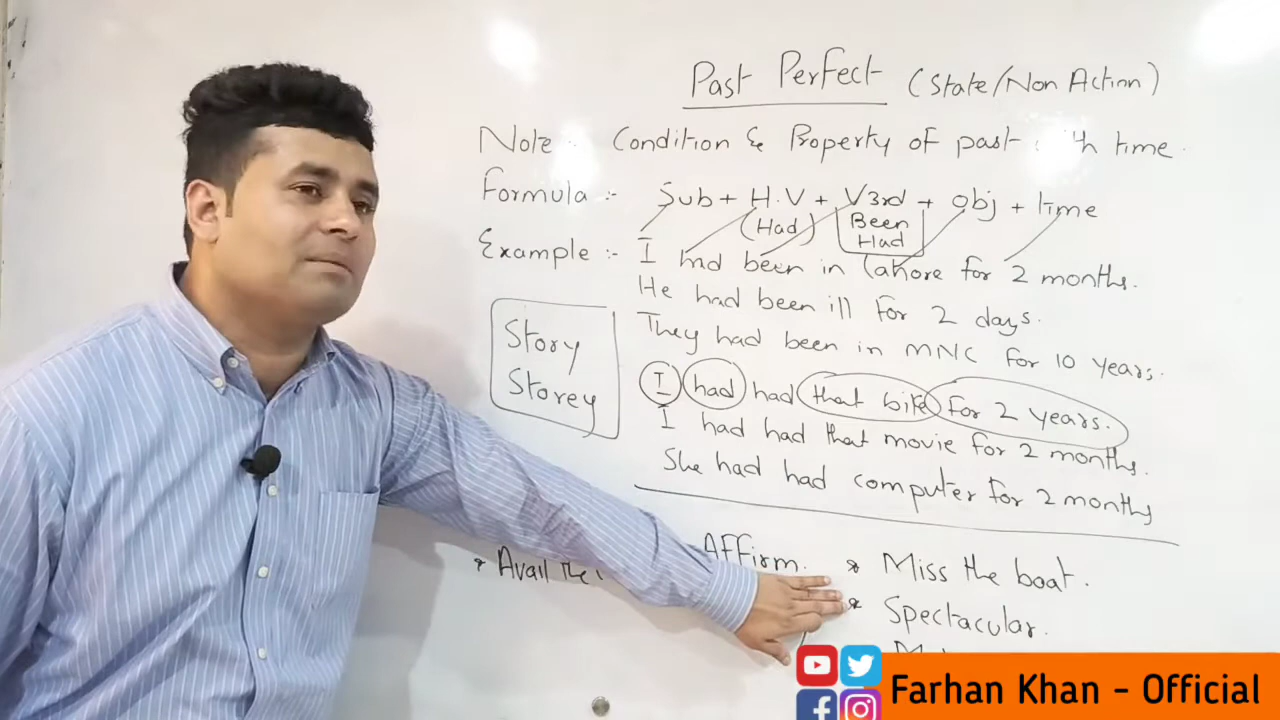 Past Perfect (State/Non Action)
Note :- Condition & Property of past with time.
Formula :- Sub + H.V + V3rd + obj + time
(Had) Been
Had
Example :- I had been in Lahore for 2 months.
He had been ill for 2 days.
They had been in MNC for 10 years.
I had had that bike for 2 years.
I had had that movie for 2 months.
She had had computer for 2 months
Story
Storey
* Avail the
Affirm.
* Miss the boat.
* Spectacular.
Farhan Khan - Official